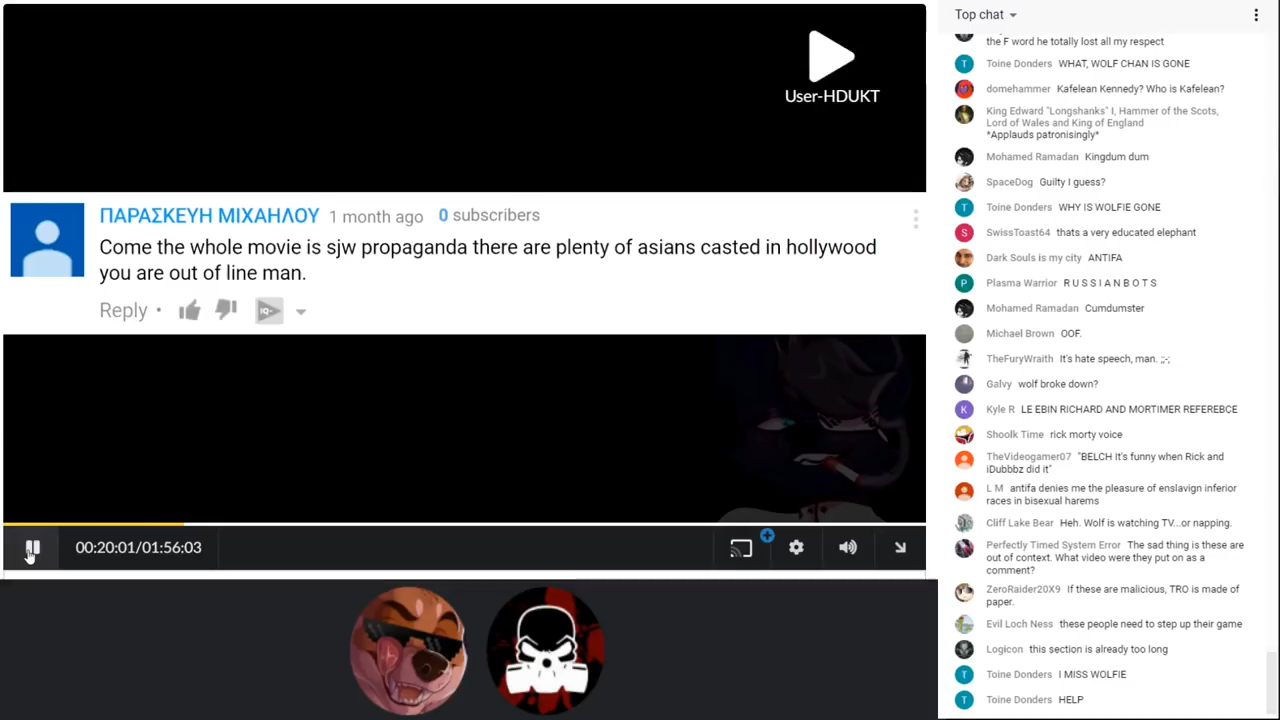 User-HDUKT
ΠΑΡΑΣΚΕΥΗ ΜΙΧΑΗΛΟΥ 1 month ago 0 subscribers
Come the whole movie is sjw propaganda there are plenty of asians casted in hollywood
you are out of line man.
Reply •
IQ-
00:20:01/01:56:03
Top chat
the F word he totally lost all my respect
T Toine Donders WHAT, WOLF CHAN IS GONE
domehammer Kafelean Kennedy? Who is Kafelean?
King Edward "Longshanks" I, Hammer of the Scots,
Lord of Wales and King of England
*Applauds patronisingly*
Mohamed Ramadan Kingdum dum
SpaceDog Guilty I guess?
T Toine Donders WHY IS WOLFIE GONE
S SwissToast64 thats a very educated elephant
Dark Souls is my city ANTIFA
P Plasma Warrior R U S S I A N B O T S
Mohamed Ramadan Cumdumster
Michael Brown OOF.
TheFuryWraith It's hate speech, man. ;;-;
Galvy wolf broke down?
K Kyle R LE EBIN RICHARD AND MORTIMER REFEREBCE
Shoolk Time rick morty voice
TheVideogamer07 "BELCH It's funny when Rick and
iDubbbz did it"
L M antifa denies me the pleasure of enslavign inferior
races in bisexual harems
Cliff Lake Bear Heh. Wolf is watching TV...or napping.
Perfectly Timed System Error The sad thing is these are
out of context. What video were they put on as a
comment?
ZeroRaider20X9 If these are malicious, TRO is made of
paper.
Evil Loch Ness these people need to step up their game
Logicon this section is already too long
T Toine Donders I MISS WOLFIE
T Toine Donders HELP